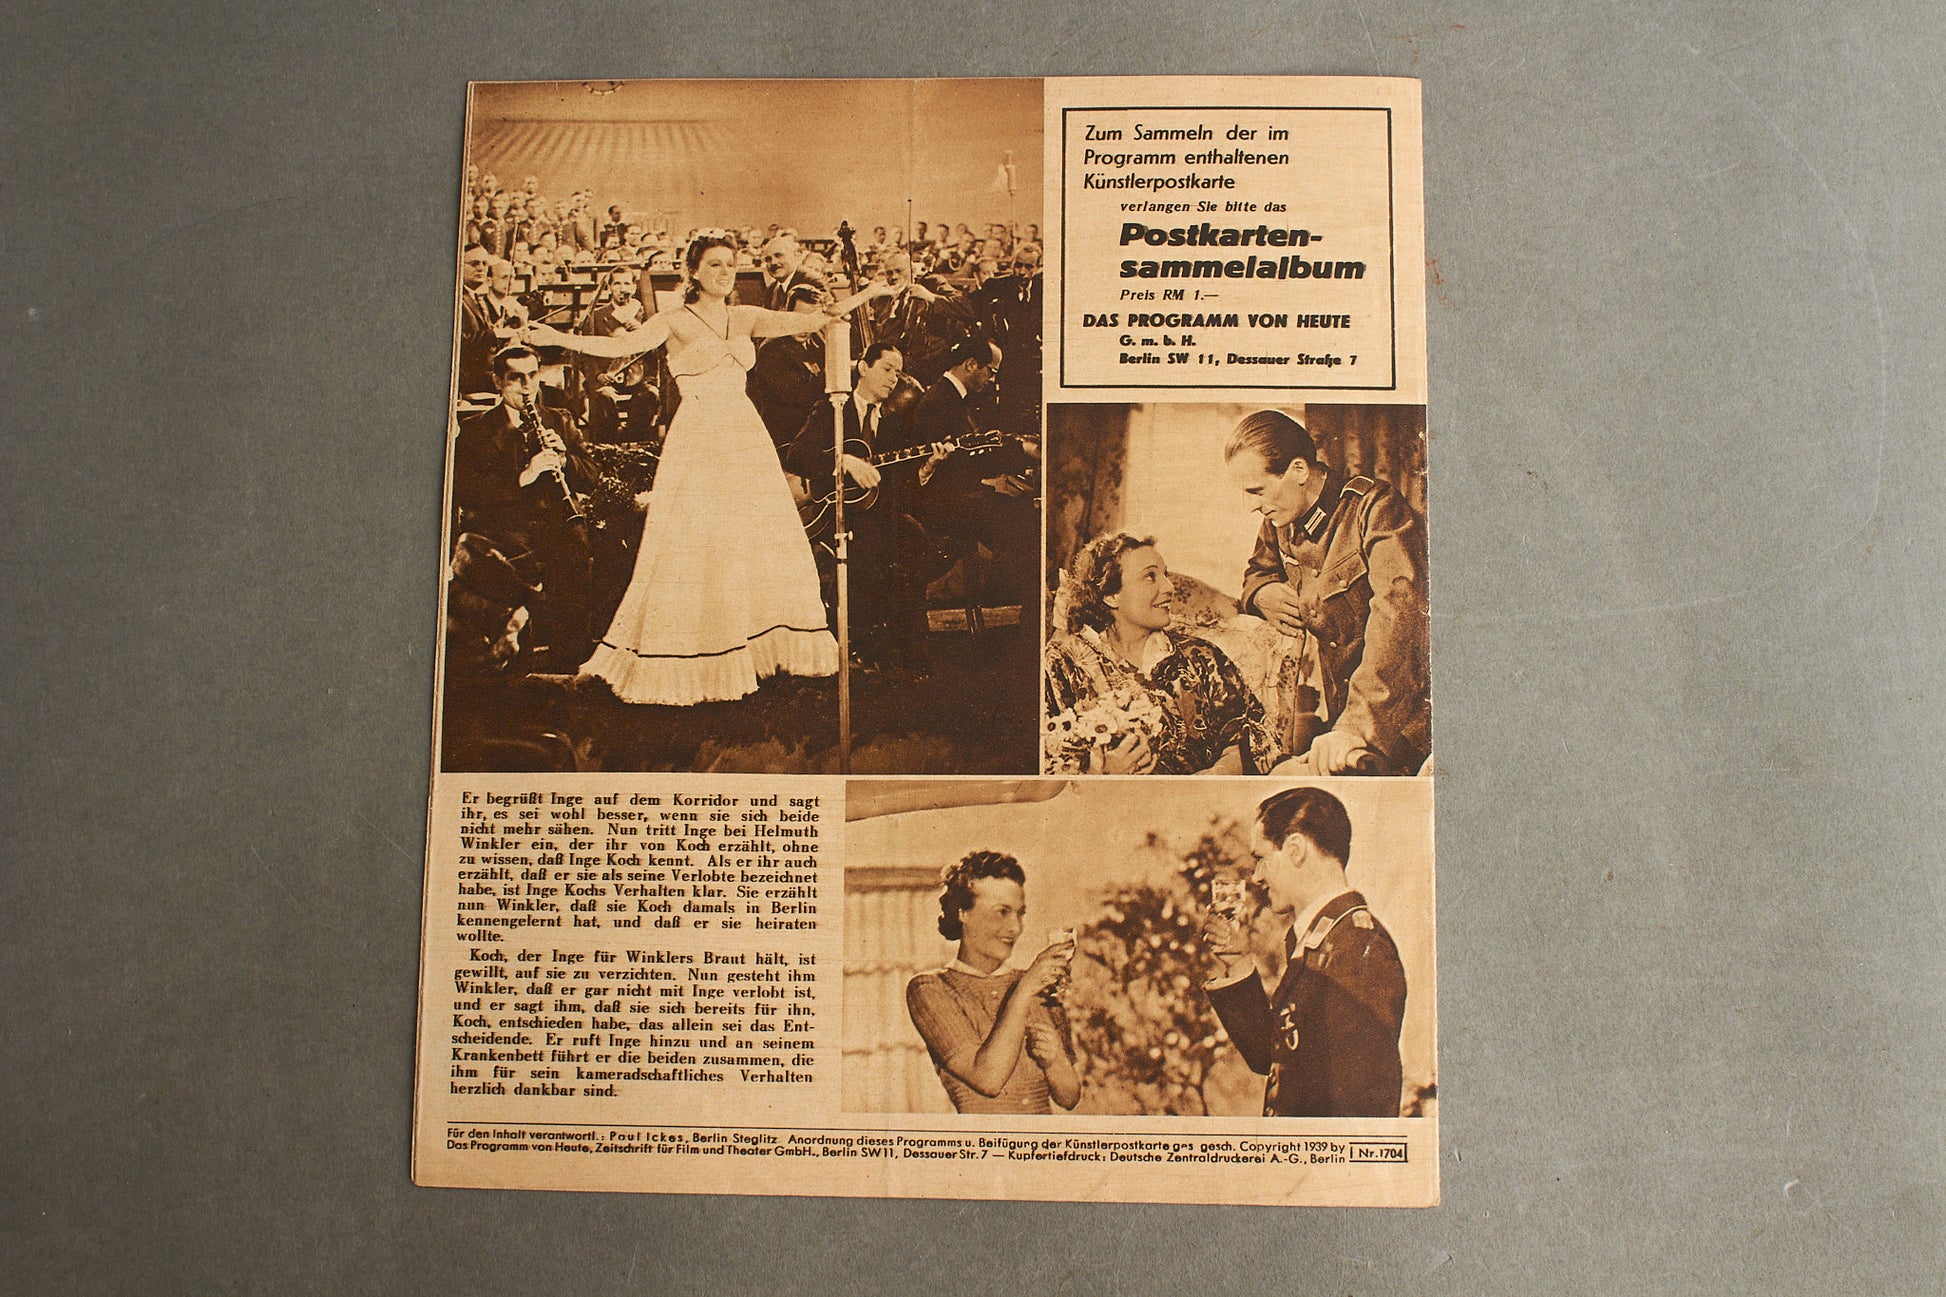 Zum Sammeln der im
Programm enthaltenen
Künstlerpostkarte
verlangen Sie bitte das
Postkarten-
sammelalbum
Preis RM 1.—
DAS PROGRAMM VON HEUTE
G. m. b. H.
Berlin SW 11, Dessauer Straße 7
Er begrüßt Inge auf dem Korridor und sagt
ihr, es sei wohl besser, wenn sie sich beide
nicht mehr sähen. Nun tritt Inge bei Helmuth
Winkler ein, der ihr von Koch erzählt, ohne
zu wissen, daß Inge Koch kennt. Als er ihr auch
erzählt, daß er sie als seine Verlobte bezeichnet
habe, ist Inge Kochs Verhalten klar. Sie erzählt
nun Winkler, daß sie Koch damals in Berlin
kennengelernt hat, und daß er sie heiraten
wollte.
Koch, der Inge für Winklers Braut hält, ist
gewillt, auf sie zu verzichten. Nun gesteht ihm
Winkler, daß er gar nicht mit Inge verlobt ist,
und er sagt ihm, daß sie sich bereits für ihn,
Koch, entschieden habe, das allein sei das Ent-
scheidende. Er ruft Inge hinzu und an seinem
Krankenbett führt er die beiden zusammen, die
ihm für sein kameradschaftliches Verhalten
herzlich dankbar sind.
Für den Inhalt verantwortl.: Paul Ickes, Berlin Steglitz. Anordnung dieses Programms u. Beifügung der Künstlerpostkarte ges. gesch. Copyright 1939 by
Das Programm von Heute, Zeitschrift für Film und Theater GmbH., Berlin SW 11, Dessauer Str. 7 — Kupfertiefdruck: Deutsche Zentraldruckerei A.-G., Berlin
Nr. 1704